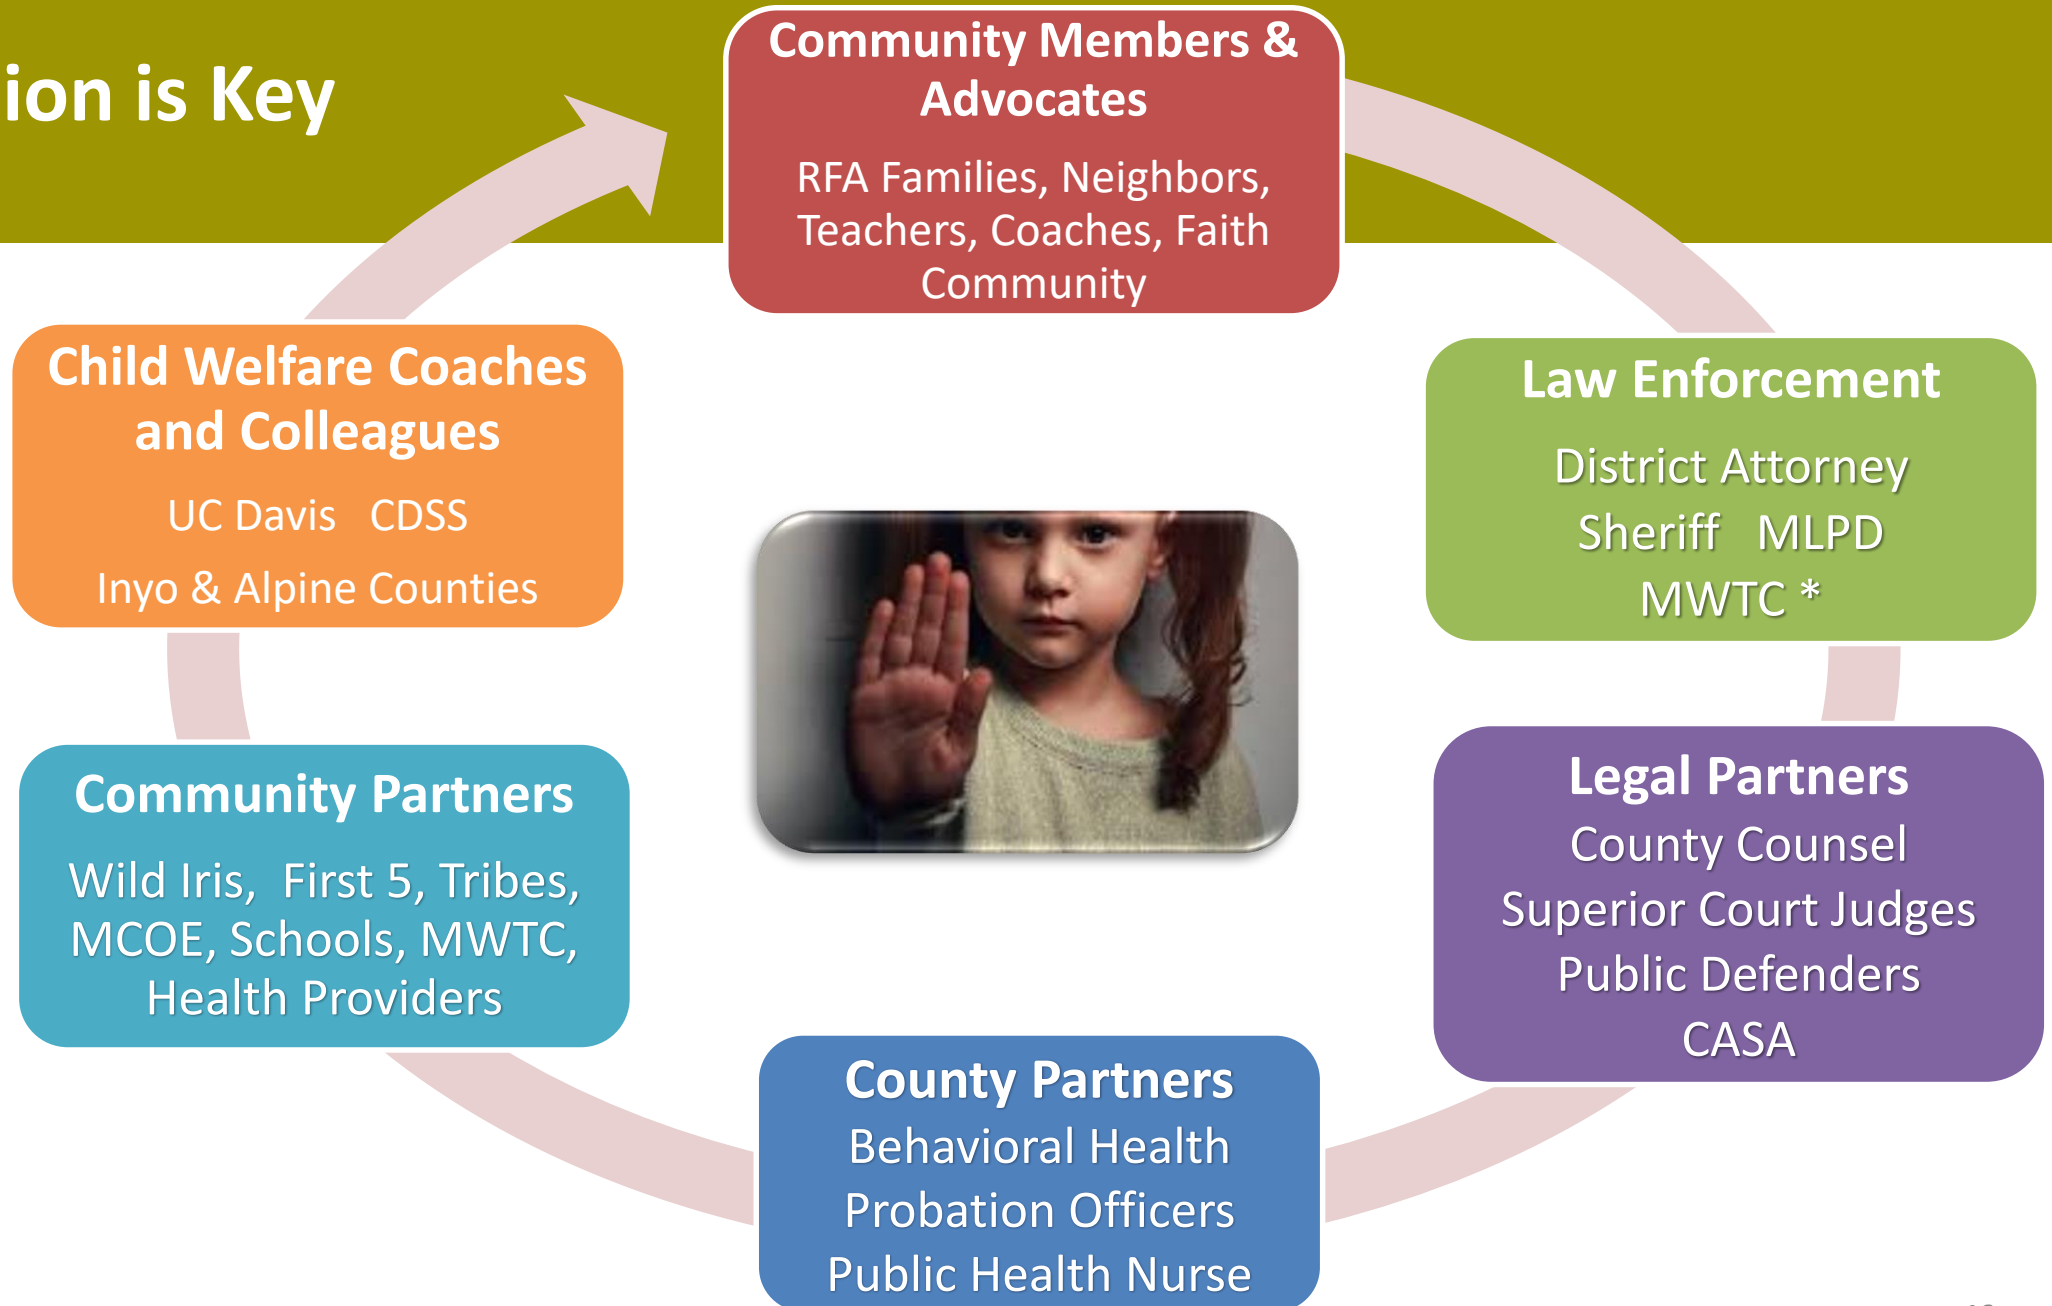 ion is Key
Community Members &
Advocates
RFA Families, Neighbors,
Teachers, Coaches, Faith
Community
Law Enforcement
District Attorney
Sheriff   MLPD
MWTC *
Legal Partners
County Counsel
Superior Court Judges
Public Defenders
CASA
County Partners
Behavioral Health
Probation Officers
Public Health Nurse
Community Partners
Wild Iris,  First 5, Tribes,
MCOE, Schools, MWTC,
Health Providers
Child Welfare Coaches
and Colleagues
UC Davis   CDSS
Inyo & Alpine Counties